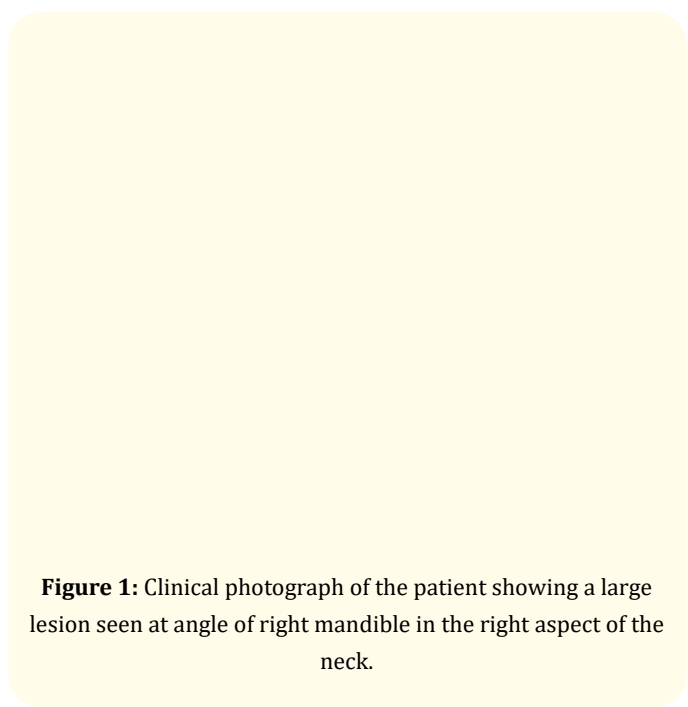 Figure 1: Clinical photograph of the patient showing a large
lesion seen at angle of right mandible in the right aspect of the
neck.